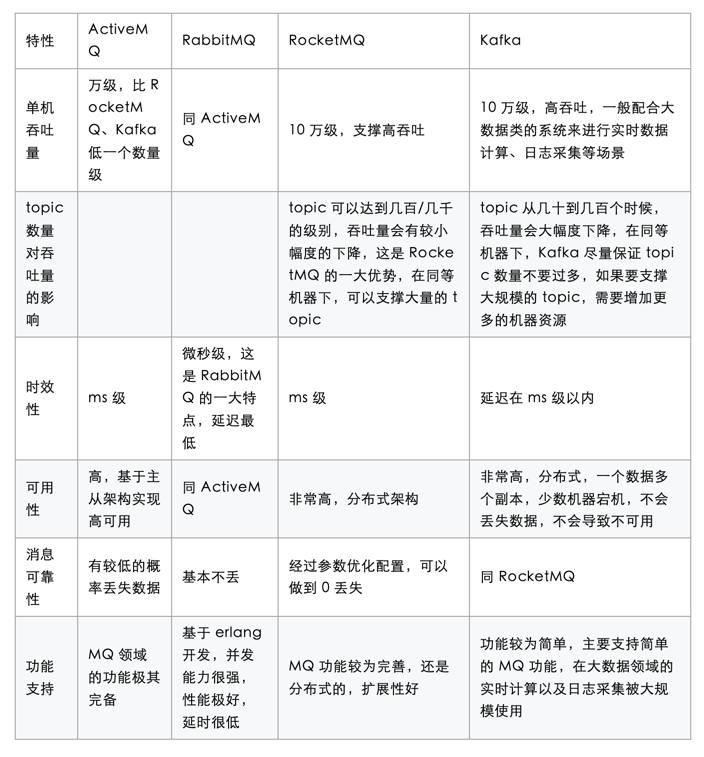 特性
ActiveM
Q
RabbitMQ
RocketMQ
Kafka
单机
吞吐
量
万级，比 R
ocketM
Q、Kafka
低一个数量
级
同 ActiveM
Q
10 万级，支撑高吞吐
10 万级，高吞吐，一般配合大
数据类的系统来进行实时数据
计算、日志采集等场景
topic
数量
对吞
吐量
的影
响
topic 可以达到几百/几千
的级别，吞吐量会有较小
幅度的下降，这是 Rocke
tMQ 的一大优势，在同等
机器下，可以支撑大量的 t
opic
topic 从几十到几百个时候，
吞吐量会大幅度下降，在同等
机器下，Kafka 尽量保证 topi
c 数量不要过多，如果要支撑
大规模的 topic，需要增加更
多的机器资源
时效
性
ms 级
微秒级，这
是 RabbitM
Q 的一大特
点，延迟最
低
ms 级
延迟在 ms 级以内
可用
性
高，基于主
从架构实现
高可用
同 ActiveM
Q
非常高，分布式架构
非常高，分布式，一个数据多
个副本，少数机器宕机，不会
丢失数据，不会导致不可用
消息
可靠
性
有较低的概
率丢失数据
基本不丢
经过参数优化配置，可以
做到 0 丢失
同 RocketMQ
功能
支持
MQ 领域
的功能极其
完备
基于 erlang
开发，并发
能力很强，
性能极好，
延时很低
MQ 功能较为完善，还是
分布式的，扩展性好
功能较为简单，主要支持简单
的 MQ 功能，在大数据领域的
实时计算以及日志采集被大规
模使用